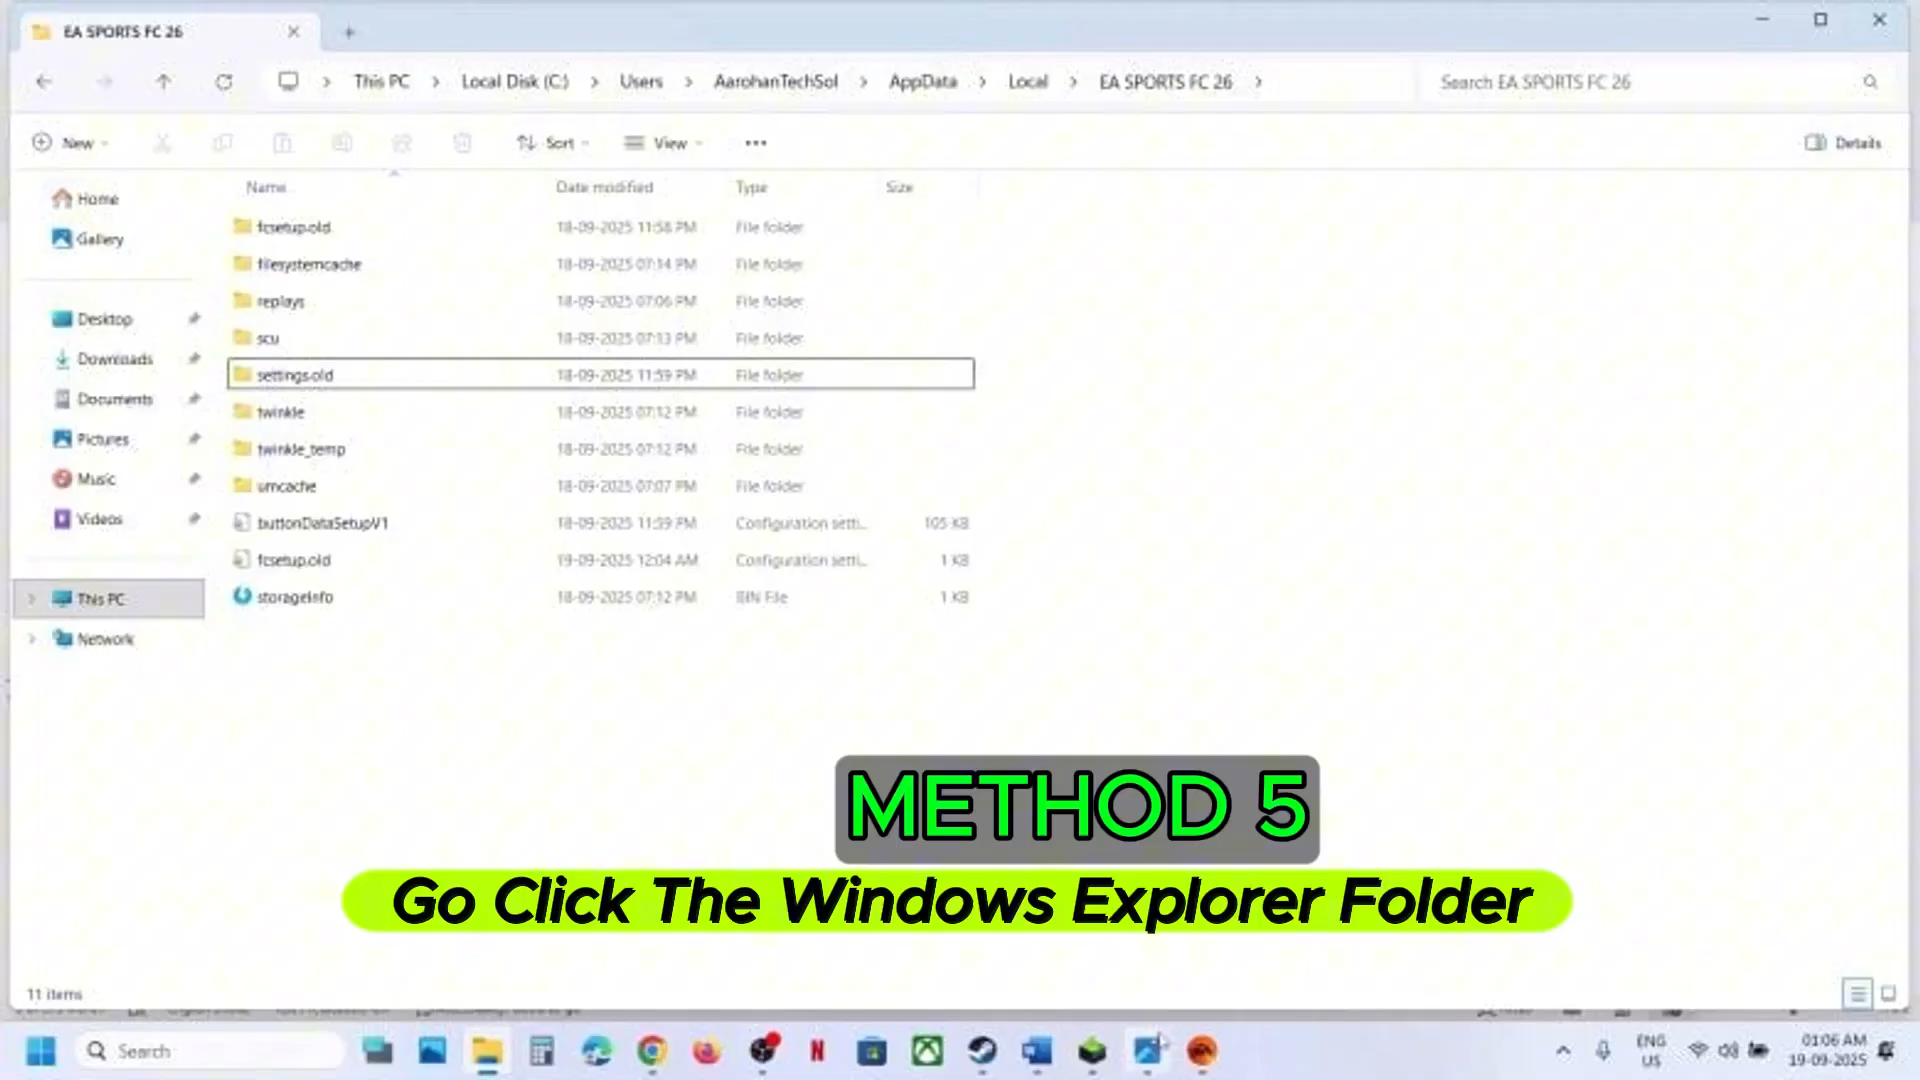 EA SPORTS FC 26
This PC > Local Disk (C:) > Users > AarohanTechSol > AppData > Local > EA SPORTS FC 26 >
Search EA SPORTS FC 26
New
Sort
View
Details
Name Date modified Type Size
Home
Gallery
Desktop
Downloads
Documents
Pictures
Music
Videos
This PC
Network
fcsetup.old 18-09-2025 11:58 PM File folder
filesystemcache 18-09-2025 07:14 PM File folder
replays 18-09-2025 07:06 PM File folder
scu 18-09-2025 07:13 PM File folder
settings.old 18-09-2025 11:59 PM File folder
twinkle 18-09-2025 07:12 PM File folder
twinkle_temp 18-09-2025 07:12 PM File folder
umcache 18-09-2025 07:07 PM File folder
buttonDataSetupV1 18-09-2025 11:59 PM Configuration setti... 105 KB
fcsetup.old 19-09-2025 12:04 AM Configuration setti... 1 KB
storageInfo 18-09-2025 07:12 PM BIN File 1 KB
METHOD 5
Go Click The Windows Explorer Folder
11 items
Search
ENG
US
01:06 AM
19-09-2025